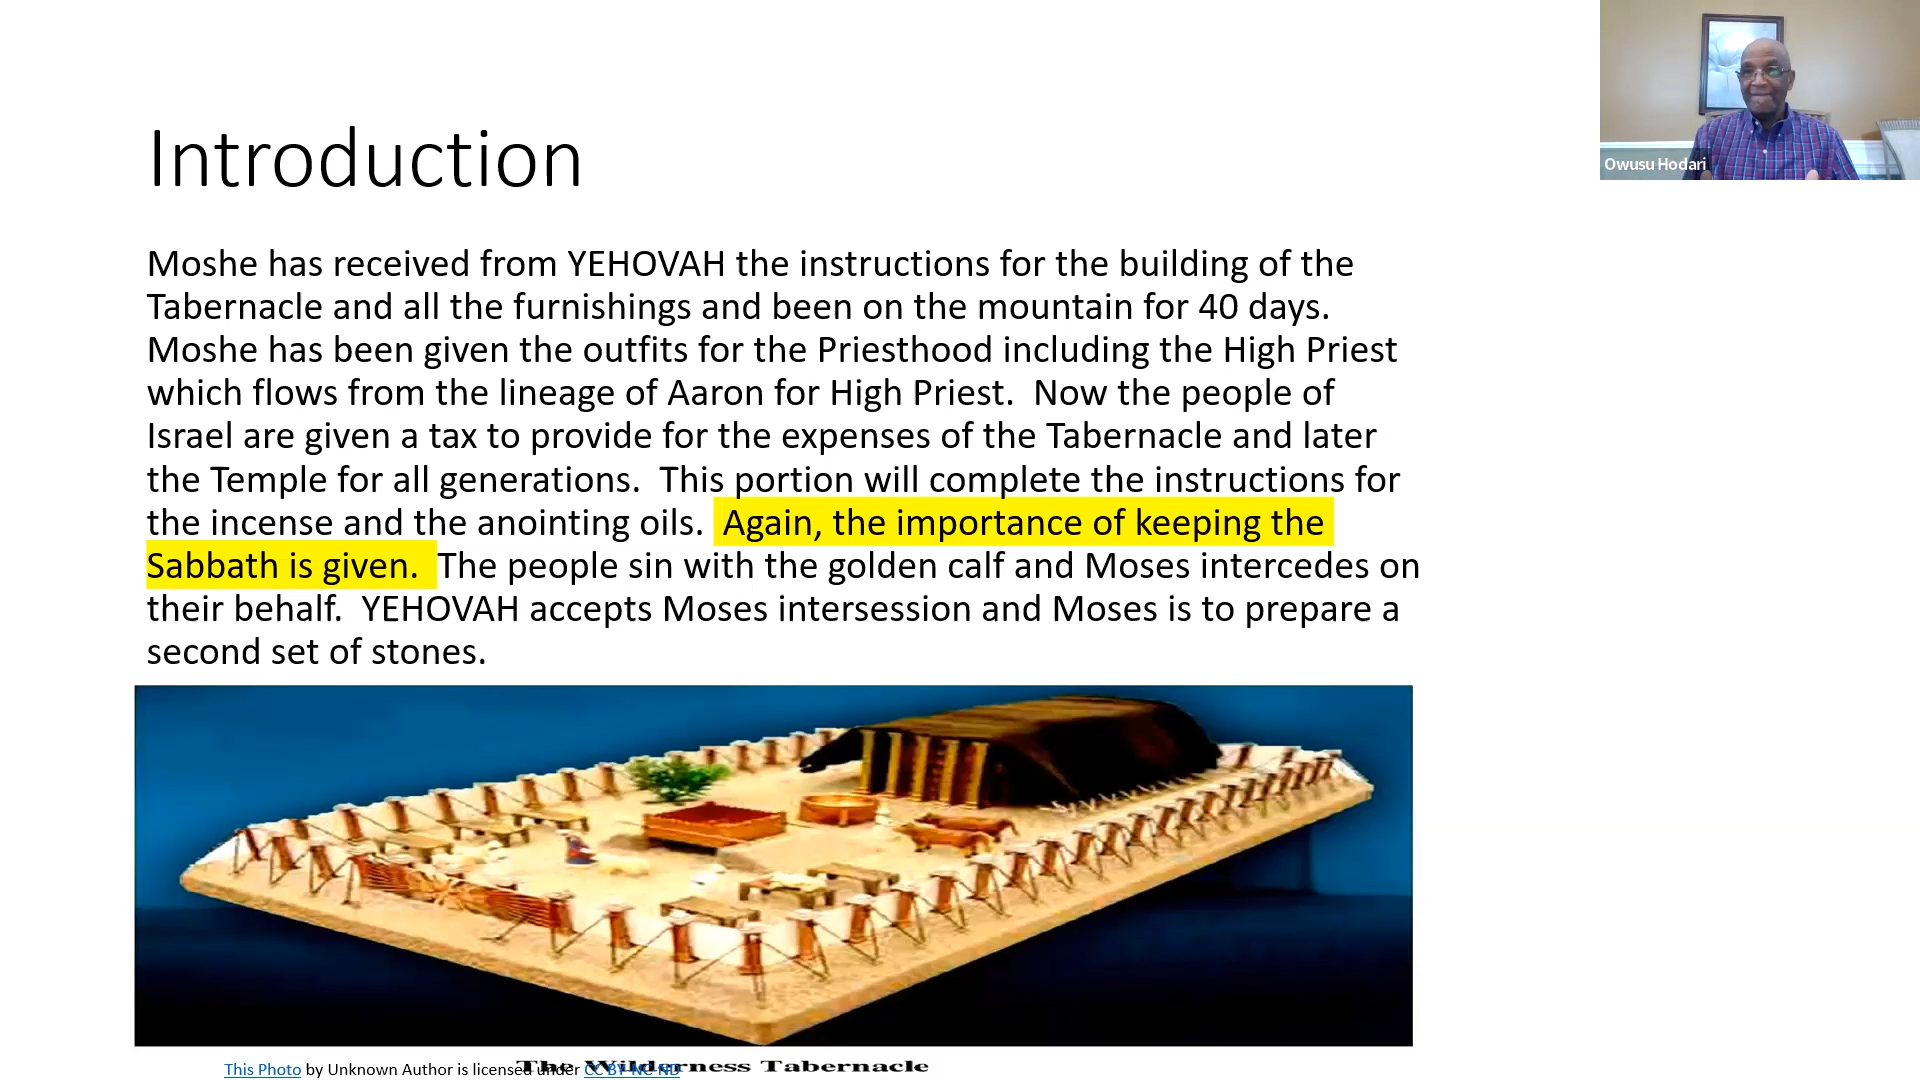 Introduction
Owusu Hodari
Moshe has received from YEHOVAH the instructions for the building of the
Tabernacle and all the furnishings and been on the mountain for 40 days.
Moshe has been given the outfits for the Priesthood including the High Priest
which flows from the lineage of Aaron for High Priest.  Now the people of
Israel are given a tax to provide for the expenses of the Tabernacle and later
the Temple for all generations.  This portion will complete the instructions for
the incense and the anointing oils.  Again, the importance of keeping the
Sabbath is given.  The people sin with the golden calf and Moses intercedes on
their behalf.  YEHOVAH accepts Moses intersession and Moses is to prepare a
second set of stones.
The Wilderness Tabernacle
This Photo by Unknown Author is licensed under CC BY-NC-ND